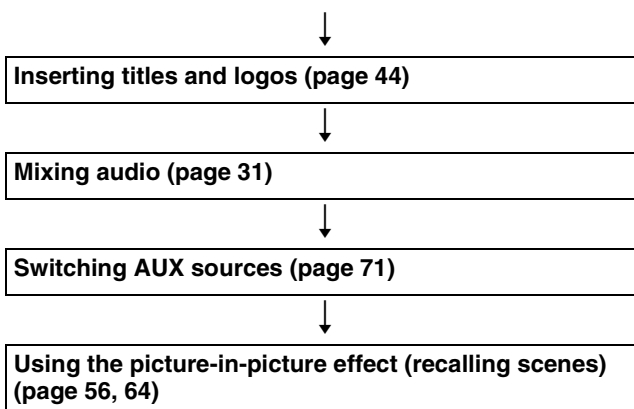 Inserting titles and logos (page 44)
Mixing audio (page 31)
Switching AUX sources (page 71)
Using the picture-in-picture effect (recalling scenes)
(page 56, 64)